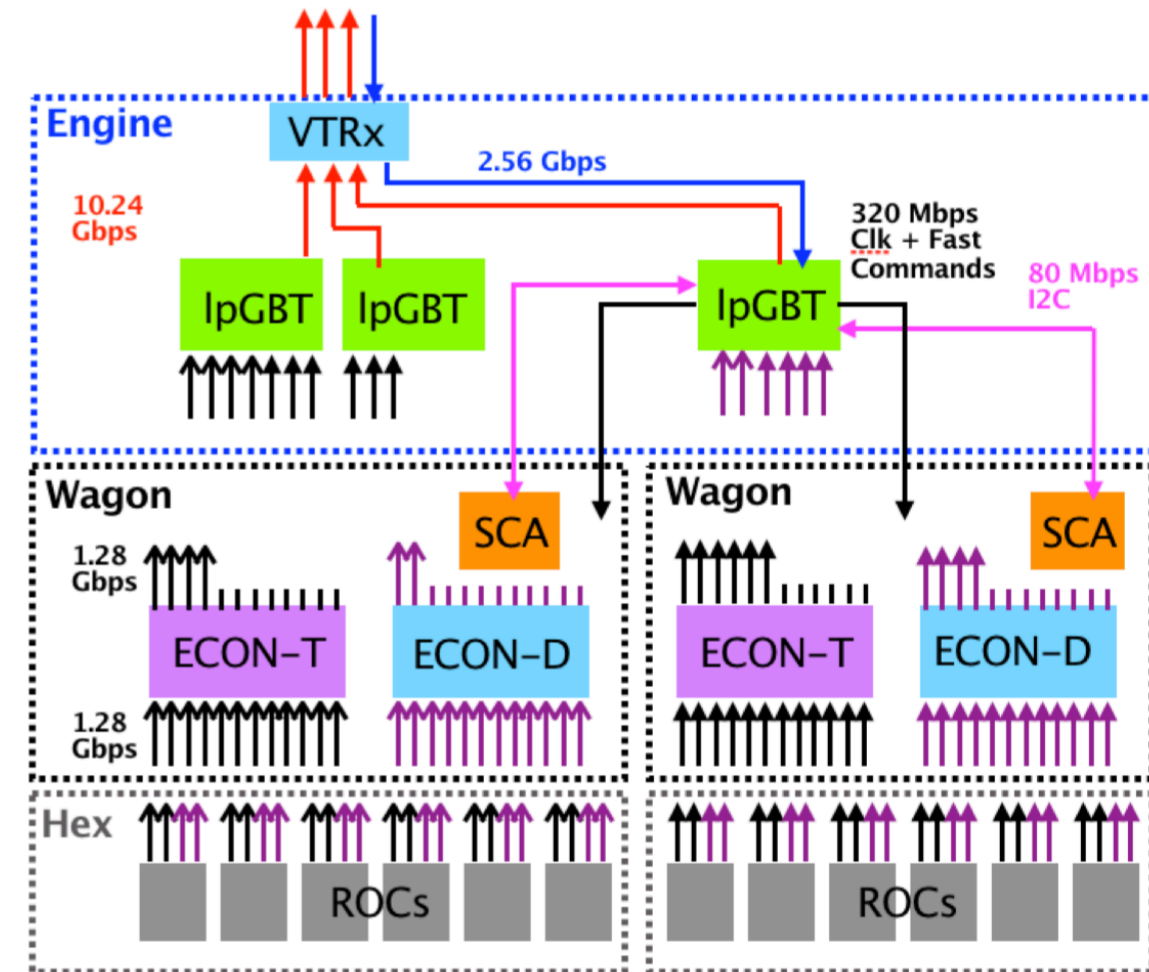 VTRx
Engine
2.56 Gbps
10.24
Gbps
320 Mbps
Clk + Fast
Commands
80 Mbps
I2C
lpGBT
lpGBT
lpGBT
Wagon
SCA
1.28
Gbps
ECON-T
ECON-D
1.28
Gbps
Wagon
SCA
ECON-T
ECON-D
Hex
ROCs
ROCs